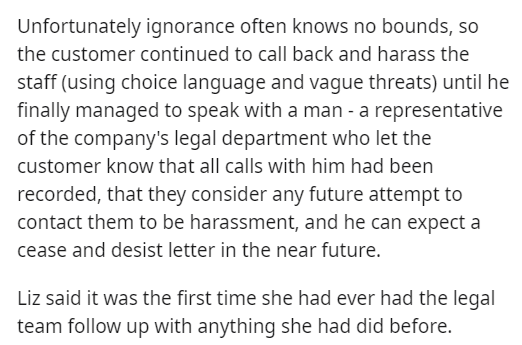 Unfortunately ignorance often knows no bounds, so
the customer continued to call back and harass the
staff (using choice language and vague threats) until he
finally managed to speak with a man - a representative
of the company's legal department who let the
customer know that all calls with him had been
recorded, that they consider any future attempt to
contact them to be harassment, and he can expect a
cease and desist letter in the near future.
Liz said it was the first time she had ever had the legal
team follow up with anything she had did before.